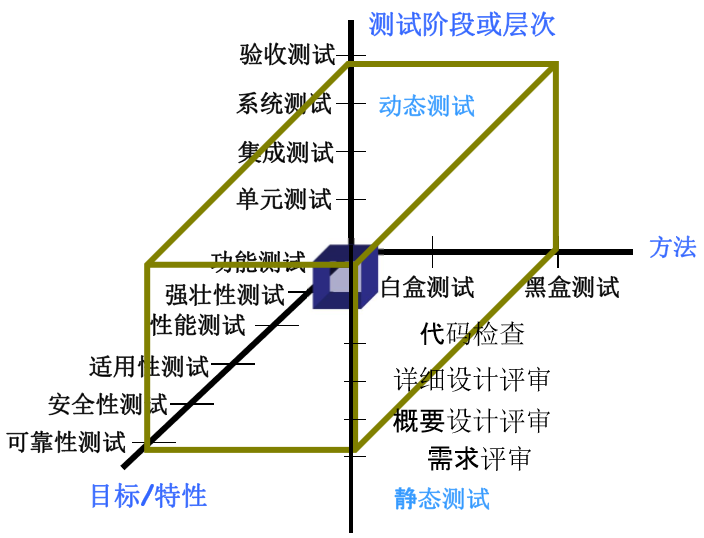 测试阶段或层次
验收测试
系统测试
动态测试
集成测试
单元测试
方法
功能测试
强壮性测试
白盒测试
黑盒测试
性能测试
代码检查
适用性测试
详细设计评审
安全性测试
概要设计评审
可靠性测试
需求评审
目标/特性
静态测试